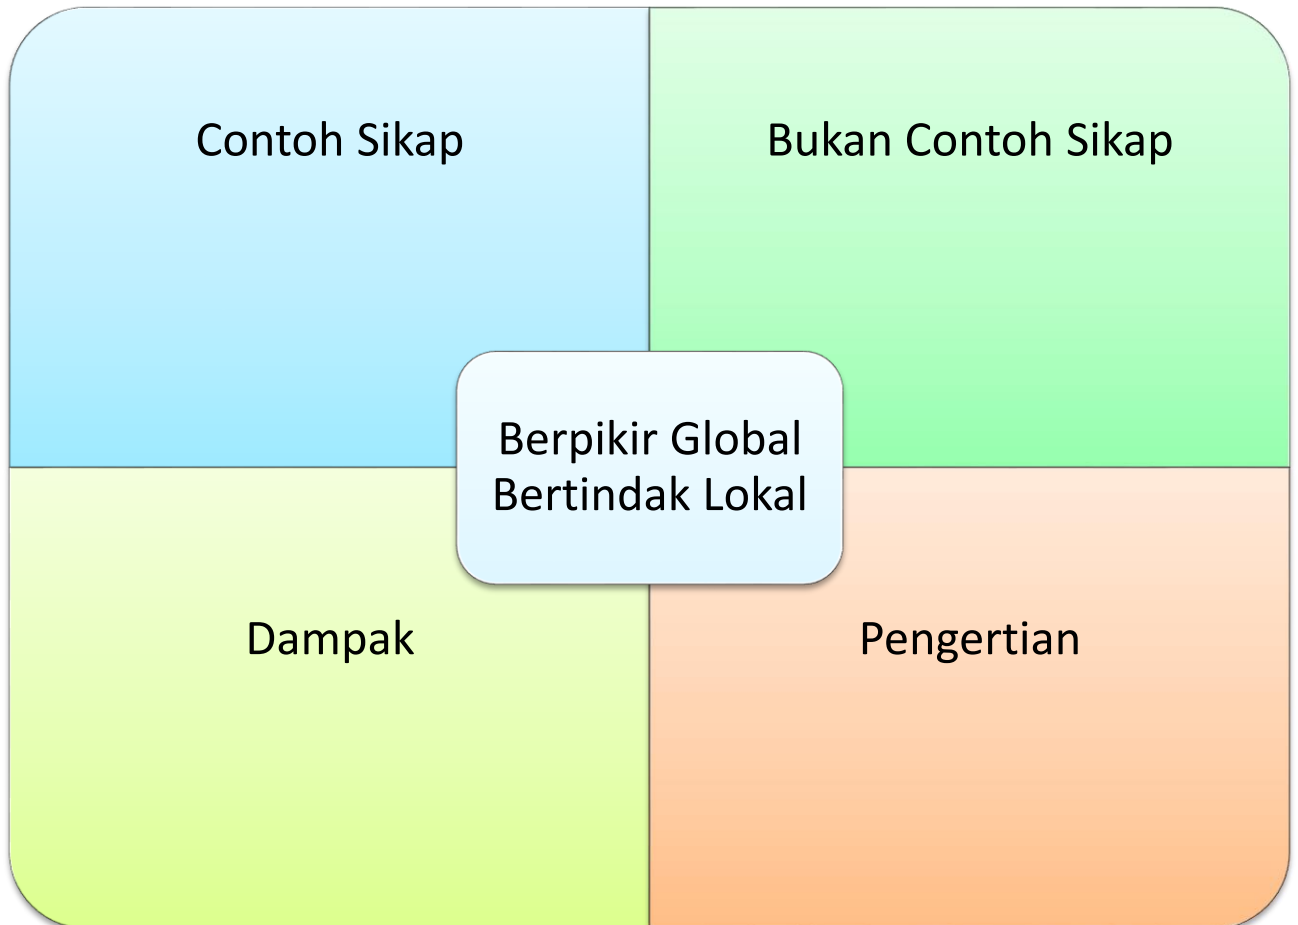 Contoh Sikap
Bukan Contoh Sikap
Berpikir Global
Bertindak Lokal
Dampak
Pengertian